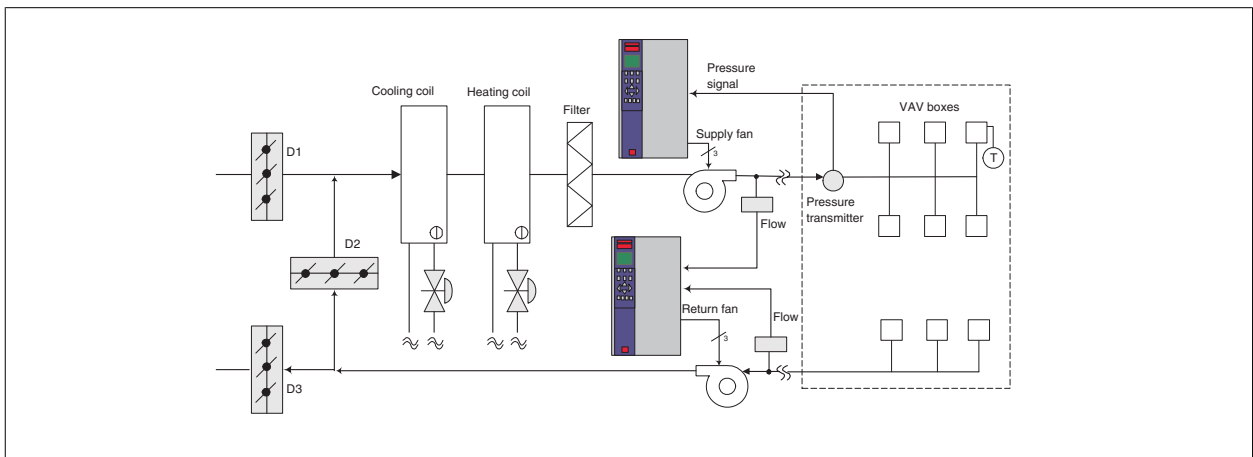 Cooling coil
Heating coil
Filter
Pressure
signal
VAV boxes
Supply fan
3
T
D1
Pressure
transmitter
Flow
D2
Return fan
3
Flow
D3